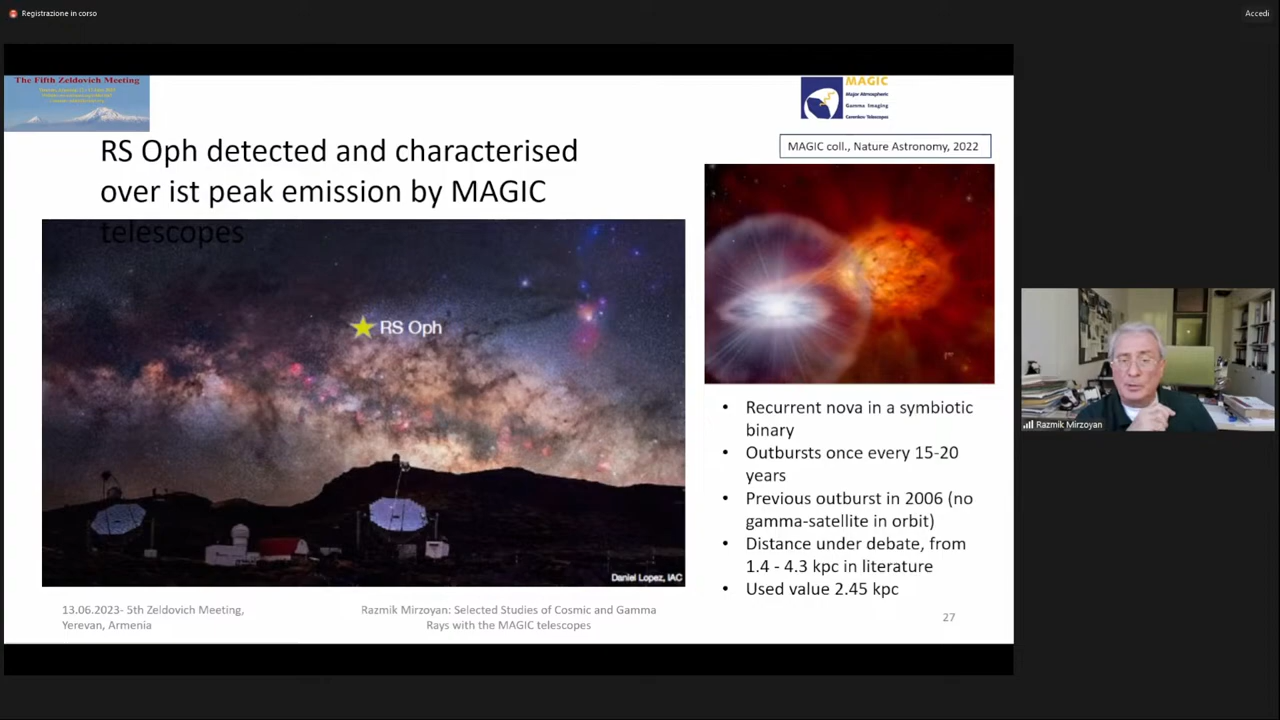 Registrazione in corso
Accedi
The Fifth Zeldovich Meeting
MAGIC
Major Atmospheric
Gamma Imaging
Cerenkov Telescopes
RS Oph detected and characterised
over ist peak emission by MAGIC
telescopes
MAGIC coll., Nature Astronomy, 2022
RS Oph
Daniel Lopez, IAC
• Recurrent nova in a symbiotic
binary
• Outbursts once every 15-20
years
• Previous outburst in 2006 (no
gamma-satellite in orbit)
• Distance under debate, from
1.4 - 4.3 kpc in literature
• Used value 2.45 kpc
Razmik Mirzoyan
13.06.2023- 5th Zeldovich Meeting,
Yerevan, Armenia
Razmik Mirzoyan: Selected Studies of Cosmic and Gamma
Rays with the MAGIC telescopes
27